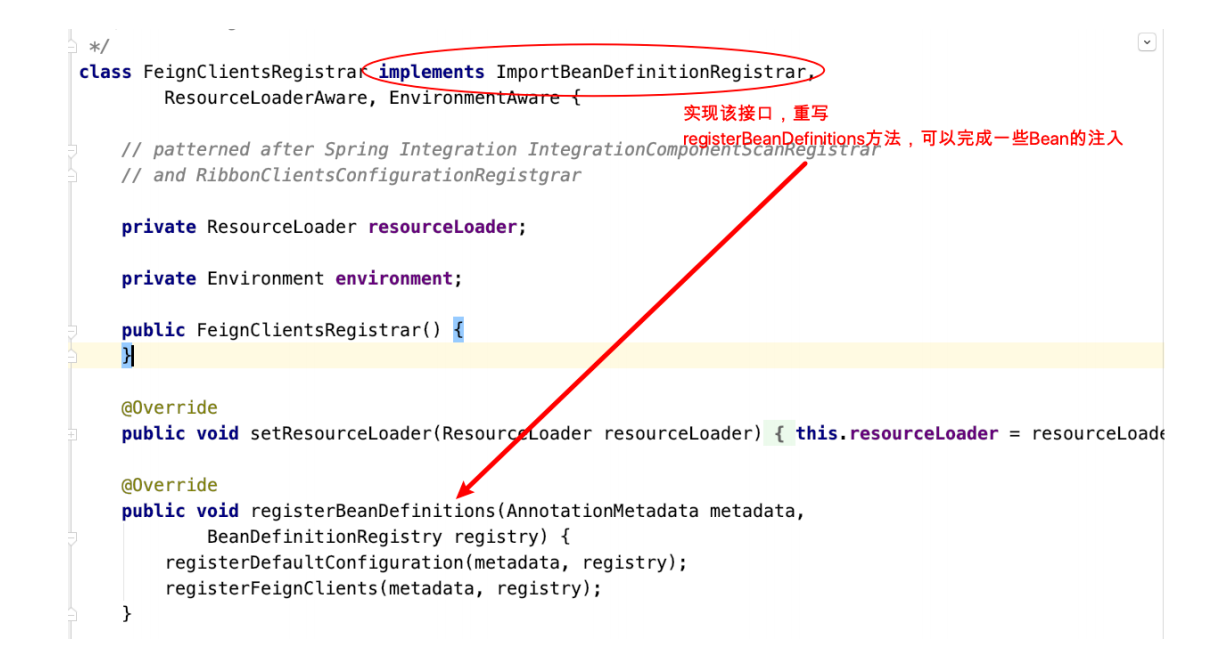 */
class FeignClientsRegistrar implements ImportBeanDefinitionRegistrar,
ResourceLoaderAware, EnvironmentAware {
实现该接口，重写
registerBeanDefinitions方法，可以完成一些Bean的注入
// patterned after Spring Integration IntegrationComponentScanRegistrar
// and RibbonClientsConfigurationRegistgrar
private ResourceLoader resourceLoader;
private Environment environment;
public FeignClientsRegistrar() {
}
@Override
public void setResourceLoader(ResourceLoader resourceLoader) { this.resourceLoader = resourceLoade
@Override
public void registerBeanDefinitions(AnnotationMetadata metadata,
BeanDefinitionRegistry registry) {
registerDefaultConfiguration(metadata, registry);
registerFeignClients(metadata, registry);
}